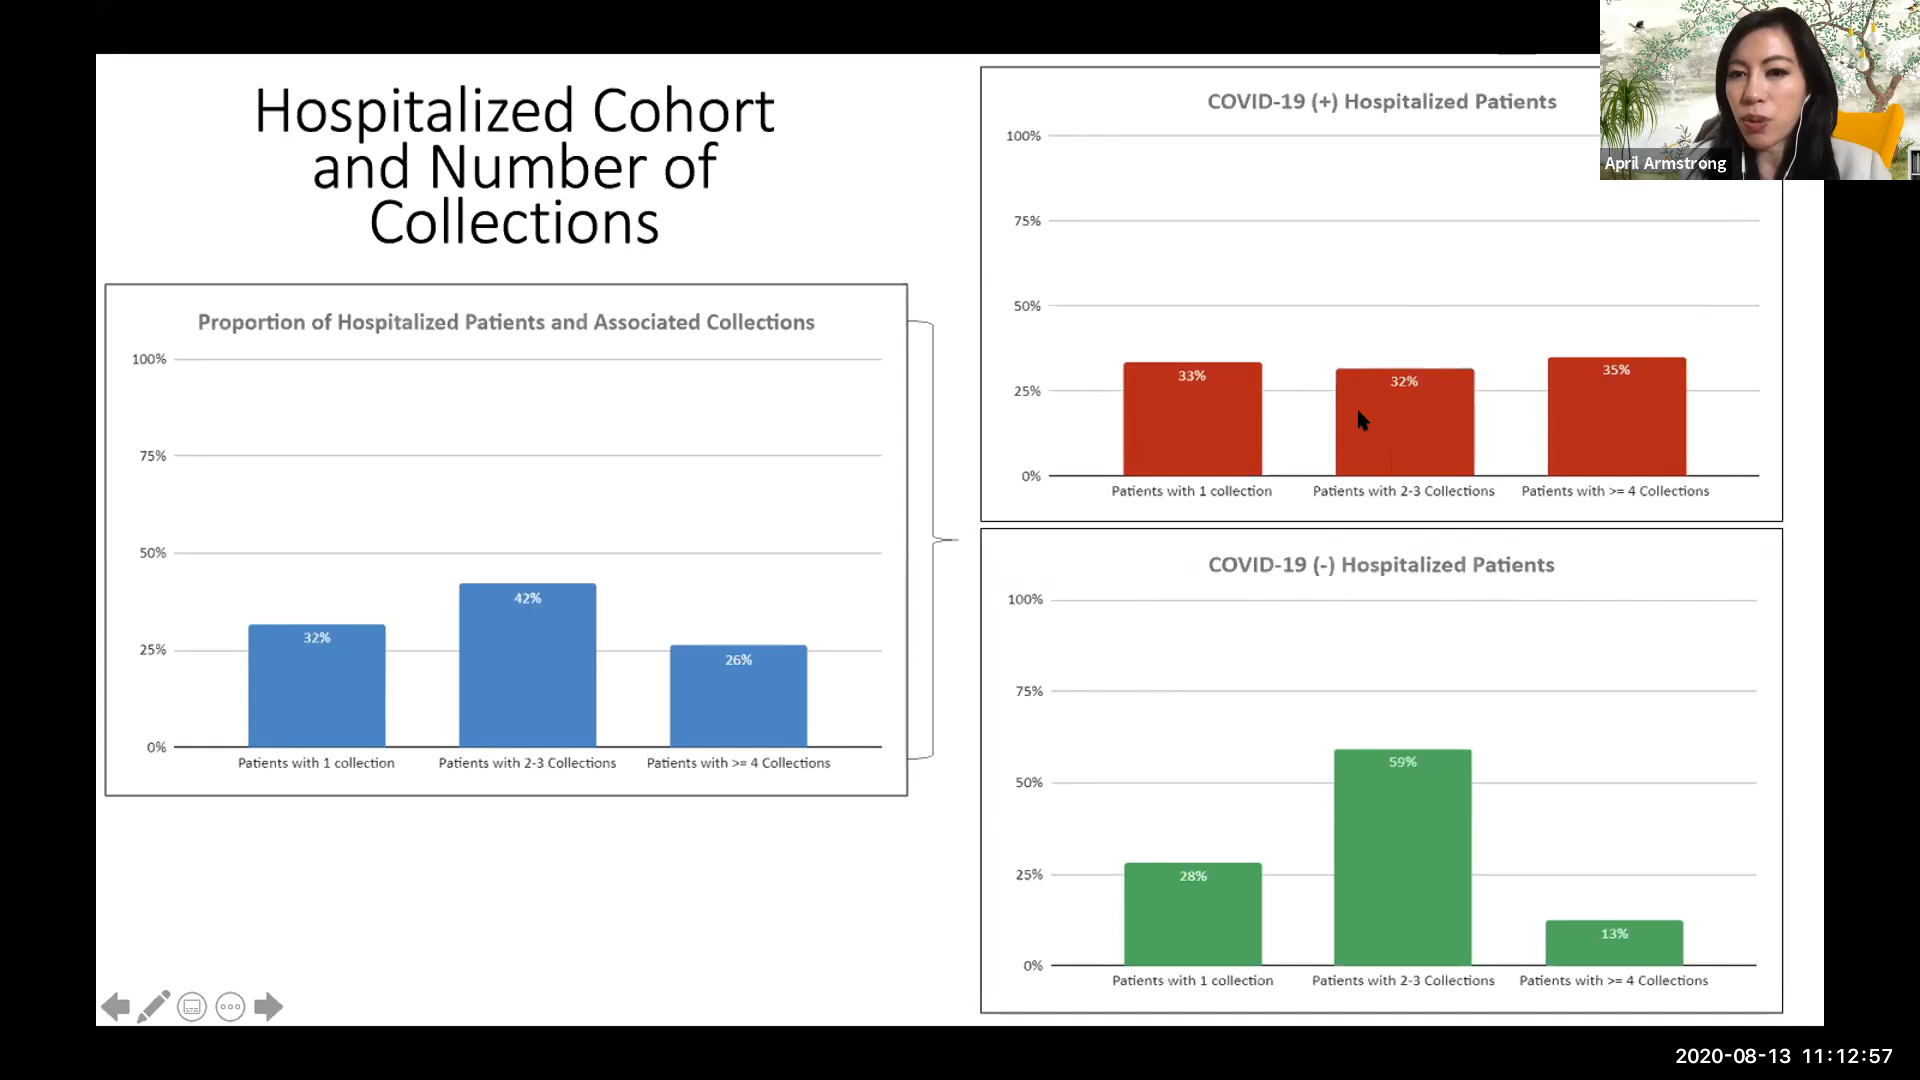 Hospitalized Cohort
and Number of
Collections
Proportion of Hospitalized Patients and Associated Collections
100%
75%
50%
25%
0%
32%
42%
26%
Patients with 1 collection
Patients with 2-3 Collections
Patients with >= 4 Collections
COVID-19 (+) Hospitalized Patients
100%
75%
50%
25%
0%
33%
32%
35%
Patients with 1 collection
Patients with 2-3 Collections
Patients with >= 4 Collections
COVID-19 (-) Hospitalized Patients
100%
75%
50%
25%
0%
28%
59%
13%
Patients with 1 collection
Patients with 2-3 Collections
Patients with >= 4 Collections
April Armstrong
2020-08-13 11:12:57